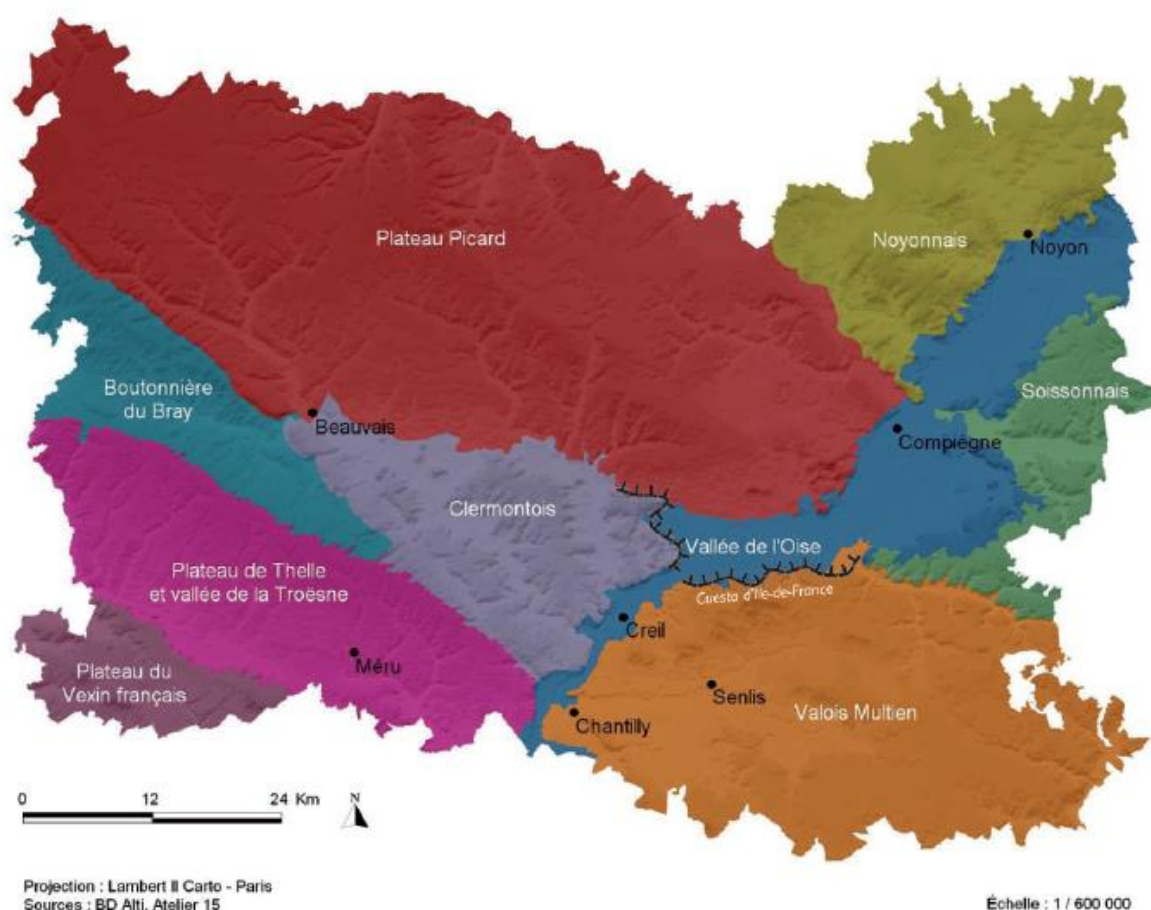 Plateau Picard
Noyonnais
Noyon
Boutonnière
du Bray
Beauvais
Soissonnais
Compiègne
Clermontois
Vallée de l'Oise
Plateau de Thelle
et vallée de la Troësne
Cuesta d'Ile-de-France
Creil
Méru
Plateau du
Vexin français
Senlis
Chantilly
Valois Multien
0 12 24 Km N
Projection : Lambert II Carto - Paris
Sources : BD Alti, Atelier 15
Échelle : 1 / 600 000